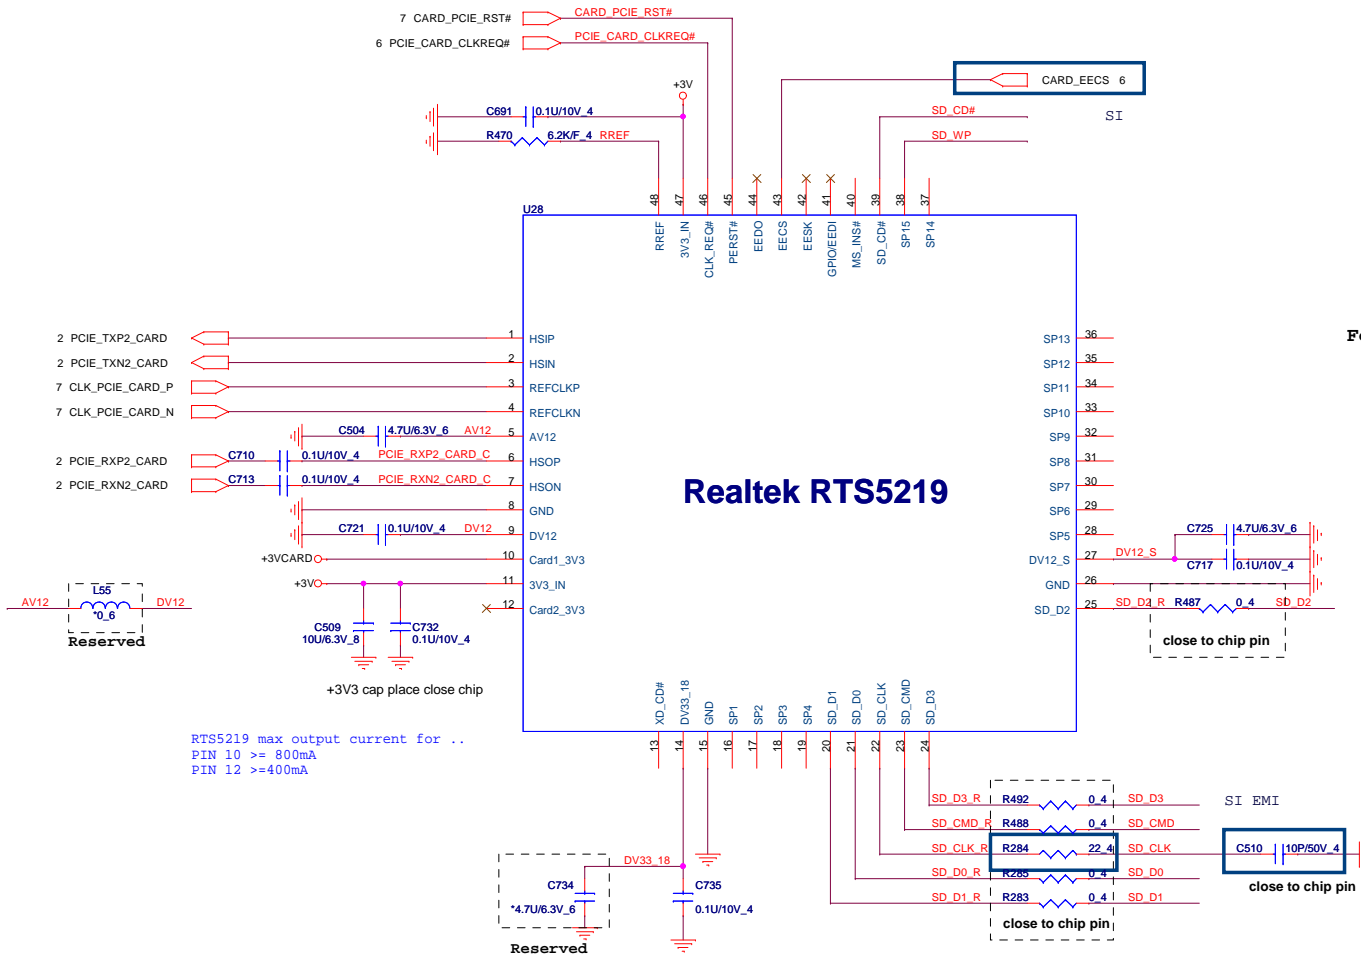 7 CARD_PCIE_RST#
CARD_PCIE_RST#
6 PCIE_CARD_CLKREQ#
PCIE_CARD_CLKREQ#
CARD_EECS 6
SI
+3V
C691
0.1U/10V_4
R470
6.2K/F_4
RREF
SD_CD#
SD_WP
48
47
46
45
44
43
42
41
40
39
38
37
U28
RREF
3V3_IN
CLK_REQ#
PERST#
EEDO
EECS
EESK
GPIO/EEDI
MS_INS#
SD_CD#
SP15
SP14
2 PCIE_TXP2_CARD
1
HSIP
2 PCIE_TXN2_CARD
2
HSIN
7 CLK_PCIE_CARD_P
3
REFCLKP
7 CLK_PCIE_CARD_N
4
REFCLKN
C504
4.7U/6.3V_6
AV12
5
AV12
2 PCIE_RXP2_CARD
C710
0.1U/10V_4
PCIE_RXP2_CARD_C
6
HSOP
2 PCIE_RXN2_CARD
C713
0.1U/10V_4
PCIE_RXN2_CARD_C
7
HSON
8
GND
C721
0.1U/10V_4
DV12
9
DV12
+3VCARD
10
Card1_3V3
+3V
11
3V3_IN
12
Card2_3V3
Realtek RTS5219
SP13
36
SP12
35
SP11
34
SP10
33
SP9
32
SP8
31
SP7
30
SP6
29
SP5
28
DV12_S
27
DV12_S
GND
26
SD_D2
25
SD_D2_R
R487
0_4
SD_D2
close to chip pin
C725
4.7U/6.3V_6
C717
0.1U/10V_4
Fo
AV12
L55
*0_6
DV12
Reserved
C509
10U/6.3V_8
C732
0.1U/10V_4
+3V3 cap place close chip
RTS5219 max output current for ..
PIN 10 >= 800mA
PIN 12 >=400mA
XD_CD#
DV33_18
GND
SP1
SP2
SP3
SP4
SD_D1
SD_D0
SD_CLK
SD_CMD
SD_D3
13
14
15
16
17
18
19
20
21
22
23
24
SD_D3_R
R492
0_4
SD_D3
SI EMI
SD_CMD_R
R488
0_4
SD_CMD
SD_CLK_R
R284
22_4
SD_CLK
C510
10P/50V_4
SD_D0_R
R285
0_4
SD_D0
close to chip pin
SD_D1_R
R283
0_4
SD_D1
close to chip pin
DV33_18
C734
*4.7U/6.3V_6
Reserved
C735
0.1U/10V_4